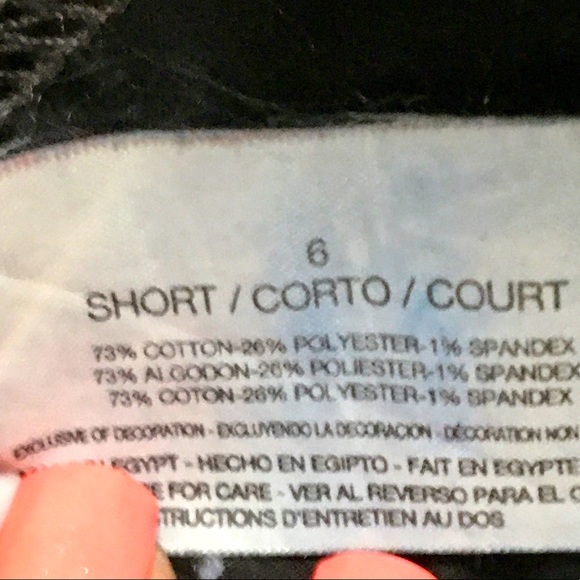 6
SHORT / CORTO / COURT
73% COTTON-26% POLYESTER-1% SPANDEX
73% ALGODON-26% POLIESTER-1% SPANDEX
73% COTON-26% POLYESTER-1% SPANDEX
EXCLUSIVE OF DECORATION - EXCLUYENDO LA DECORACION - DÉCORATION NON
EGYPT - HECHO EN EGIPTO - FAIT EN EGYPTE
FOR CARE - VER AL REVERSO PARA EL
D'ENTRETIEN AU DOS